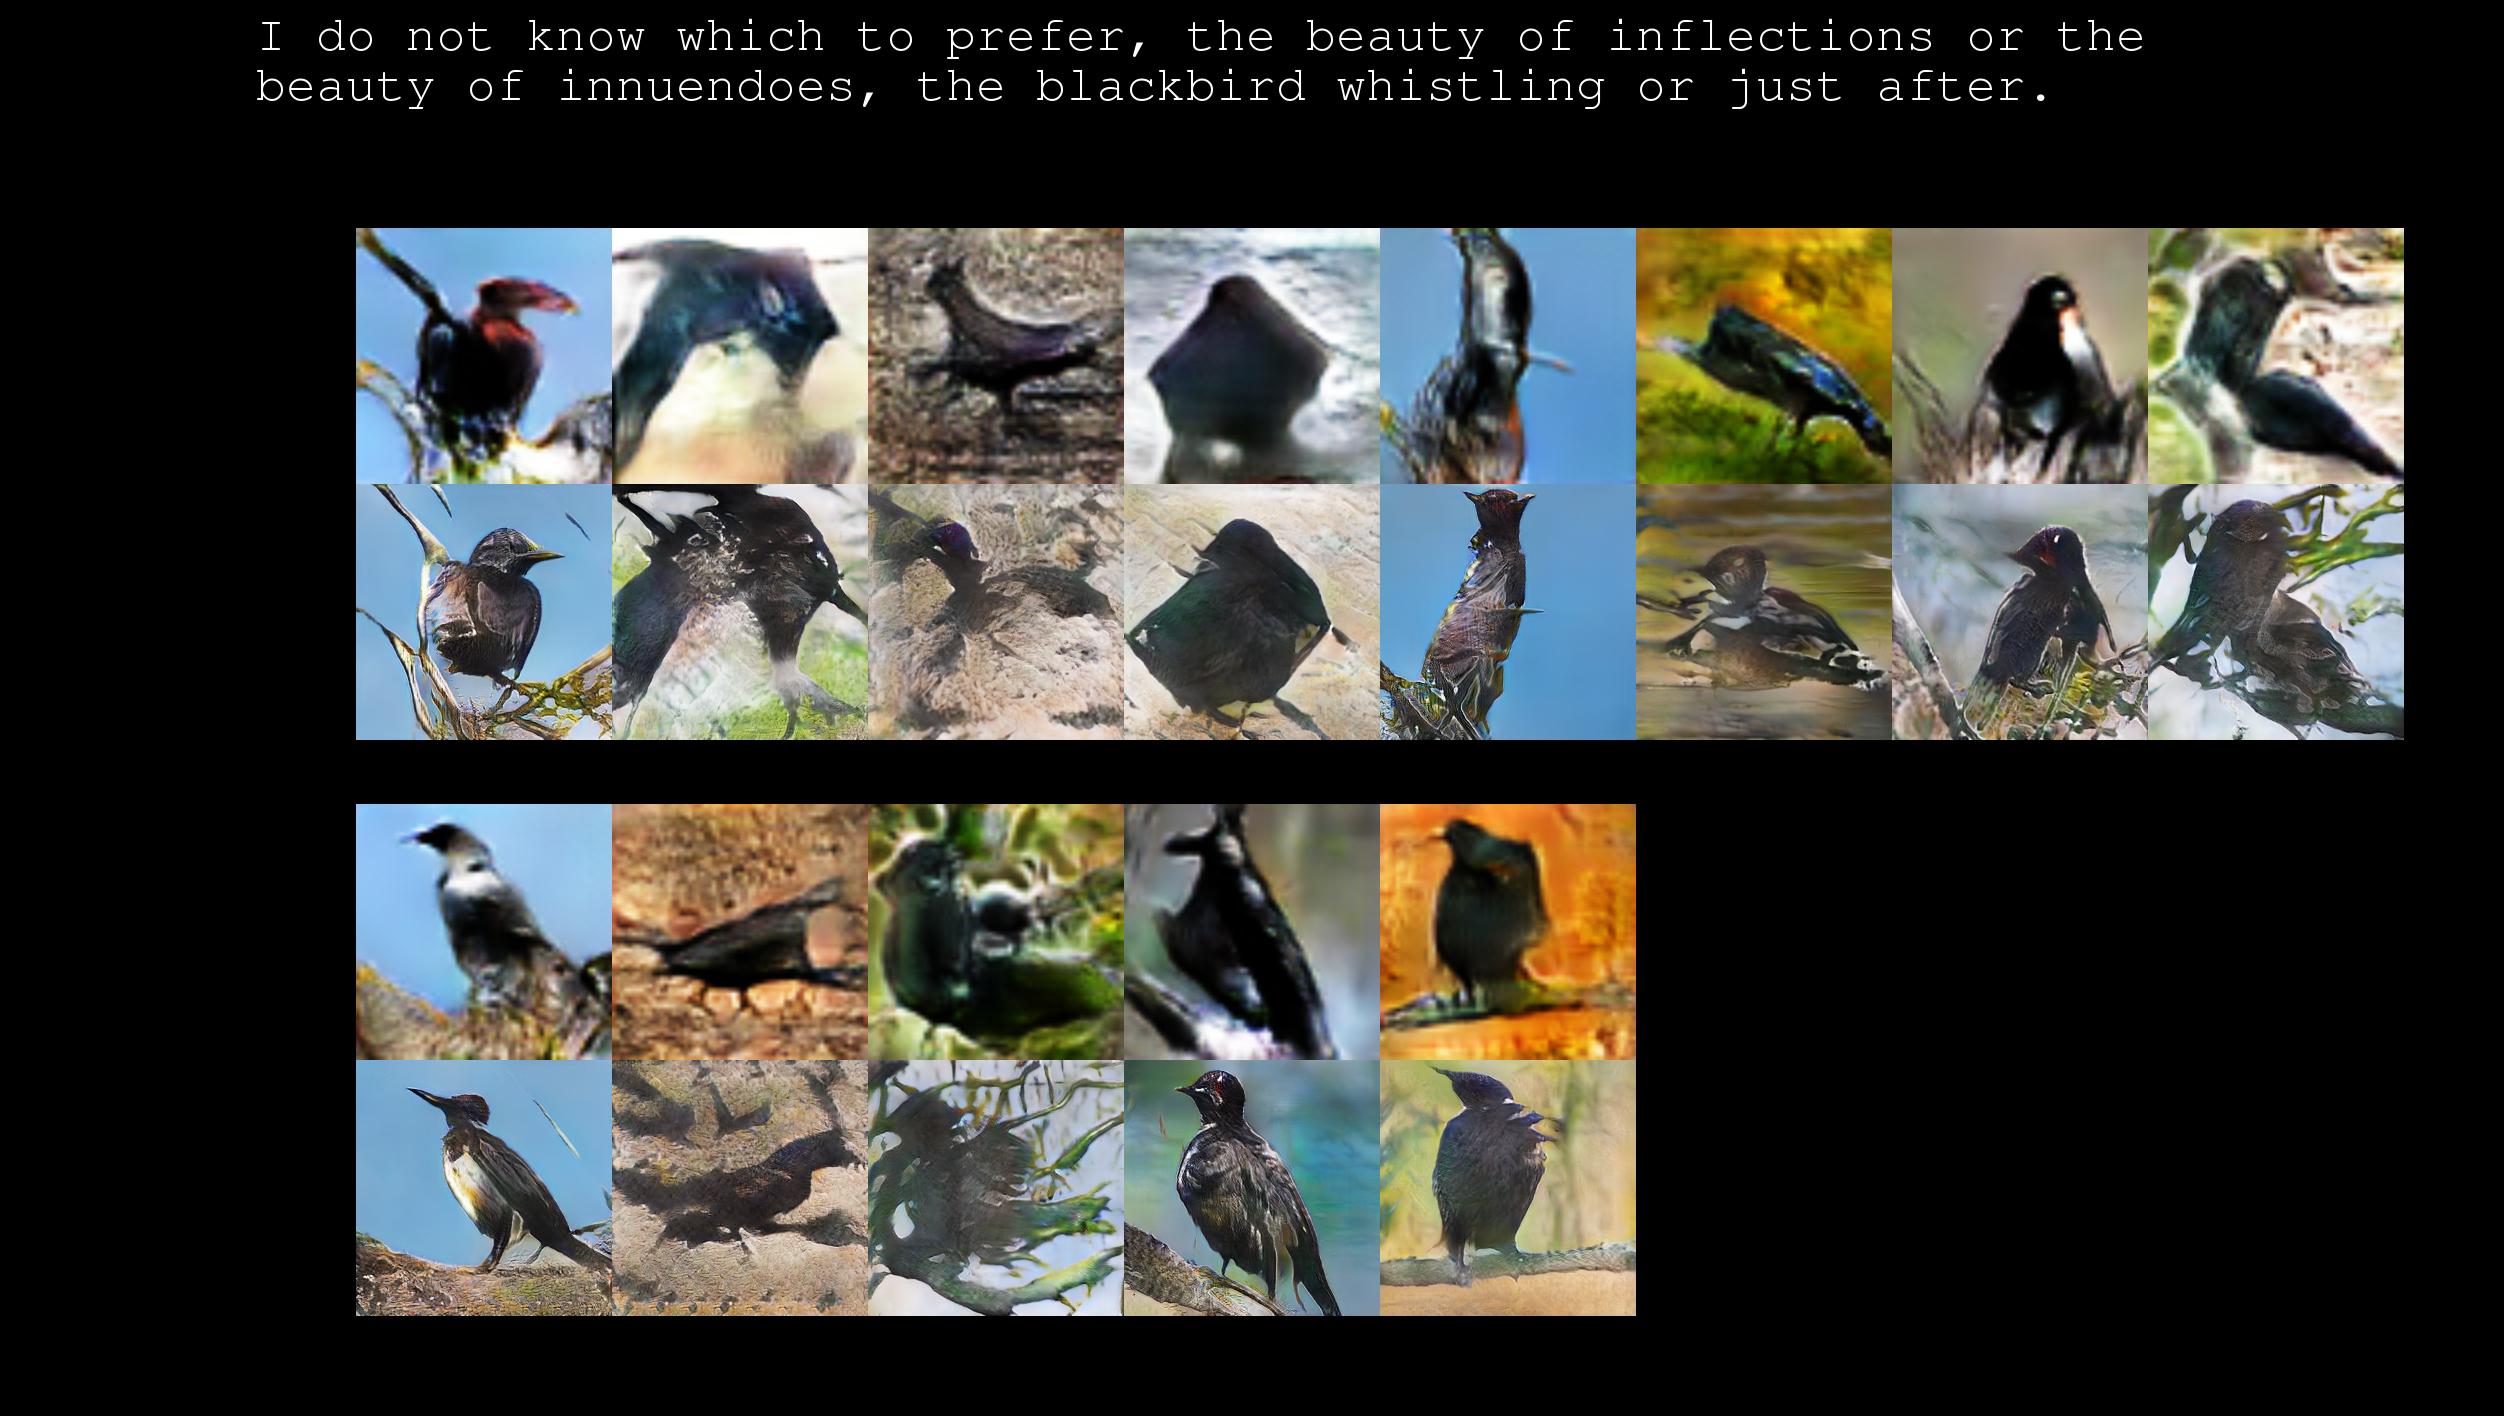 I do not know which to prefer, the beauty of inflections or the
beauty of innuendoes, the blackbird whistling or just after.